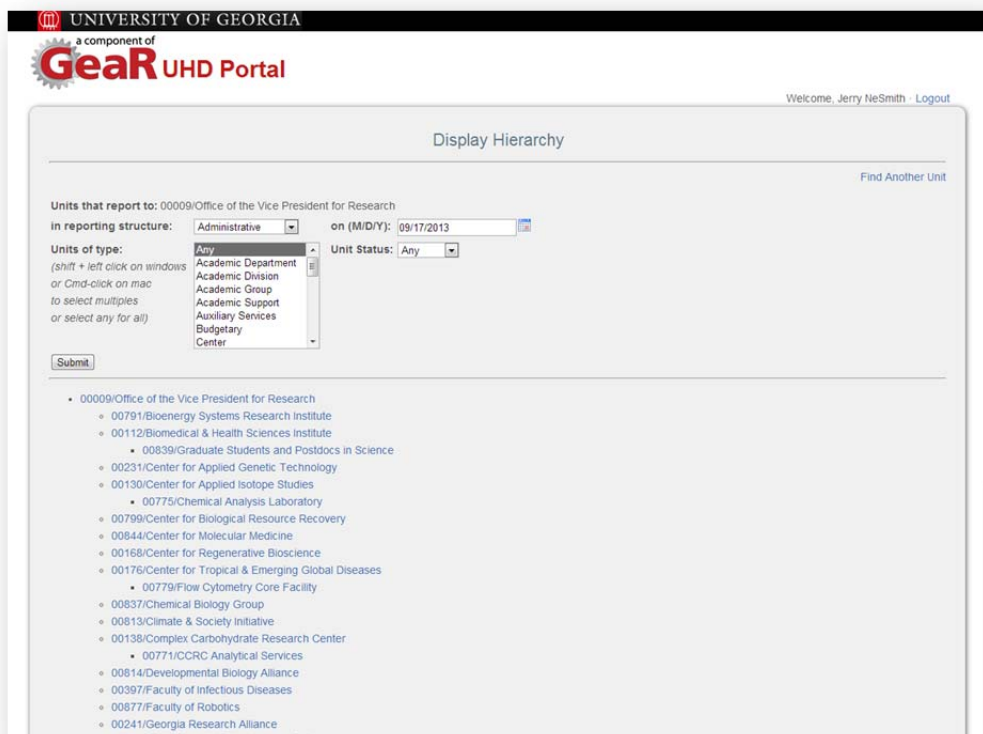 UNIVERSITY OF GEORGIA
a component of
GeaR UHD Portal
Welcome, Jerry NeSmith · Logout
Display Hierarchy
Find Another Unit
Units that report to: 00009/Office of the Vice President for Research
in reporting structure: Administrative on (M/D/Y): 09/17/2013
Units of type: Any Unit Status: Any
(shift + left click on windows Academic Department
Academic Division
or Cmd-click on mac Academic Group
to select multiples Academic Support
or select any for all) Auxiliary Services
Budgetary
Center
Submit
00009/Office of the Vice President for Research
00791/Bioenergy Systems Research Institute
00112/Biomedical & Health Sciences Institute
00839/Graduate Students and Postdocs in Science
00231/Center for Applied Genetic Technology
00130/Center for Applied Isotope Studies
00775/Chemical Analysis Laboratory
00799/Center for Biological Resource Recovery
00844/Center for Molecular Medicine
00168/Center for Regenerative Bioscience
00176/Center for Tropical & Emerging Global Diseases
00779/Flow Cytometry Core Facility
00837/Chemical Biology Group
00813/Climate & Society Initiative
00138/Complex Carbohydrate Research Center
00771/CCRC Analytical Services
00814/Developmental Biology Alliance
00397/Faculty of Infectious Diseases
00877/Faculty of Robotics
00241/Georgia Research Alliance